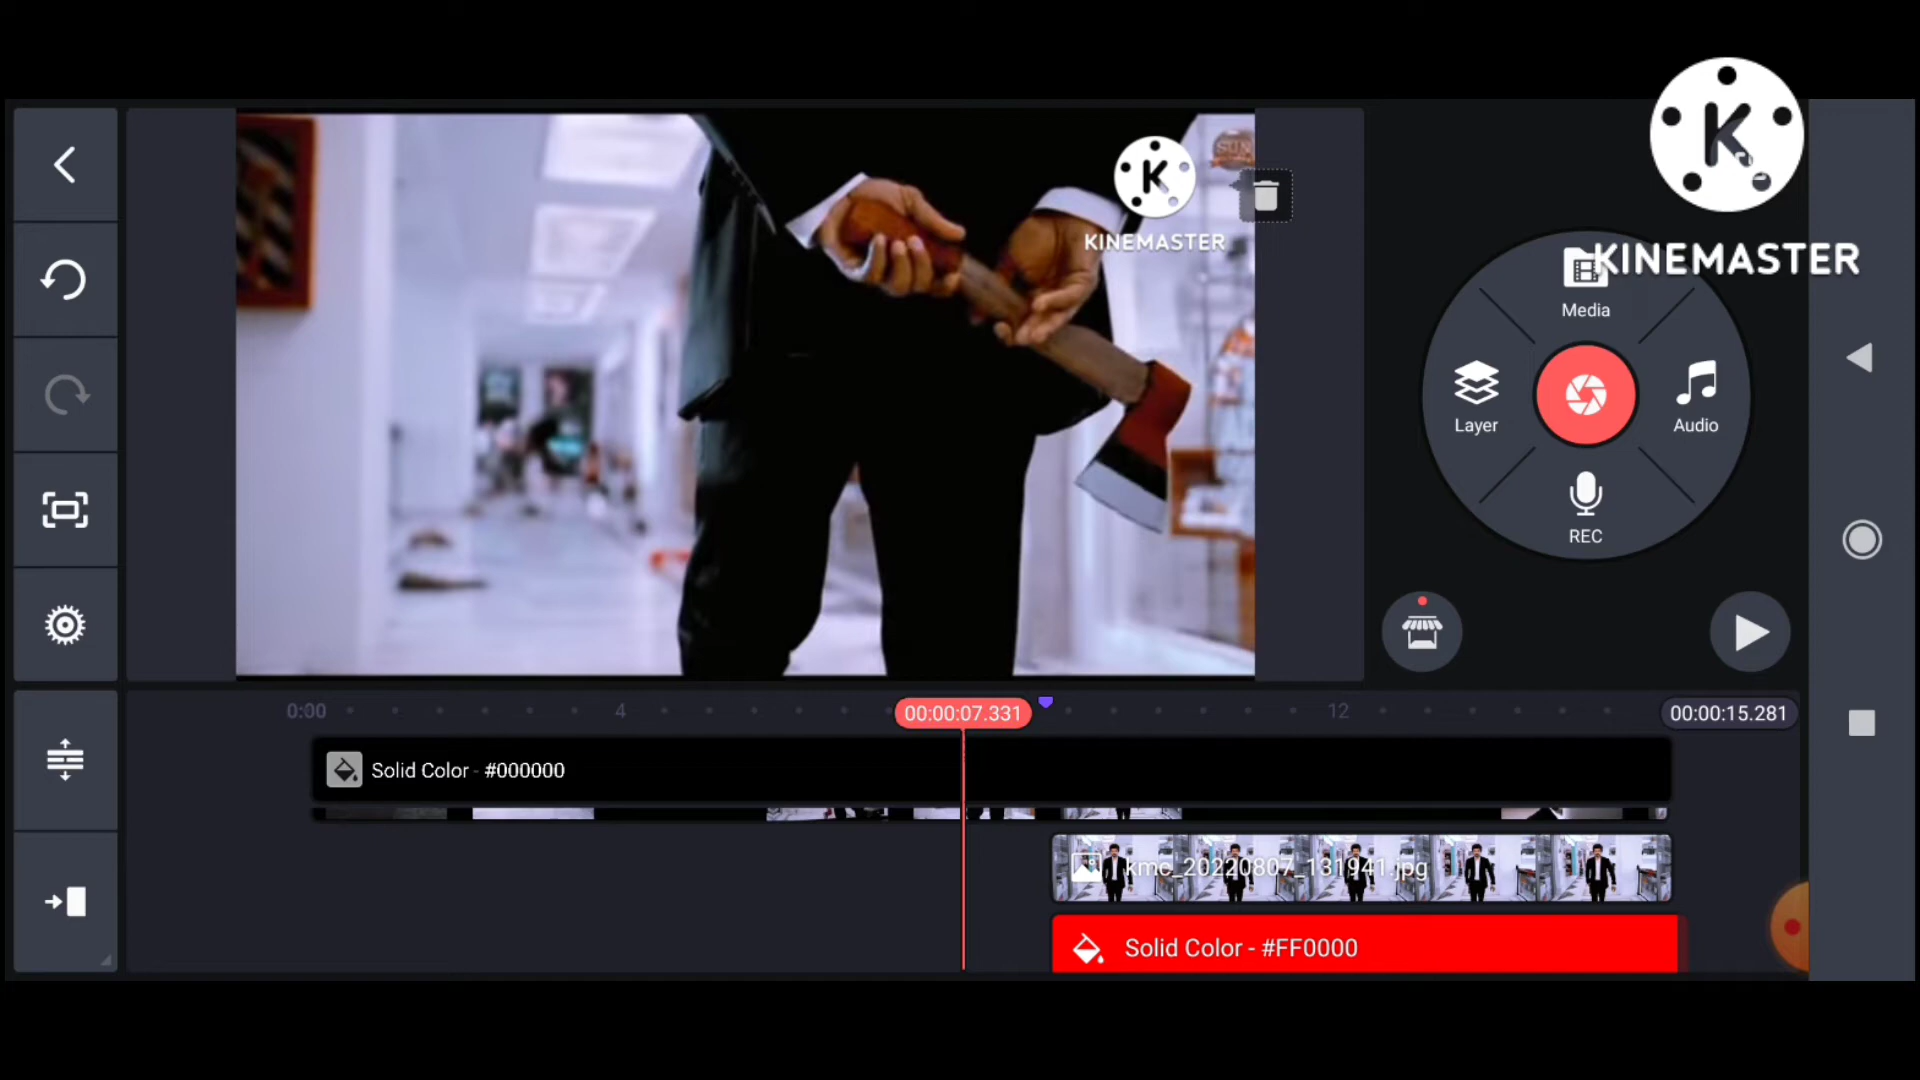 SUN
K
KINEMASTER
K
KINEMASTER
Media
Layer
Audio
REC
0:00
4
00:00:07.331
12
00:00:15.281
Solid Color - #000000
kmc_20220807_131941.jpg
Solid Color - #FF0000